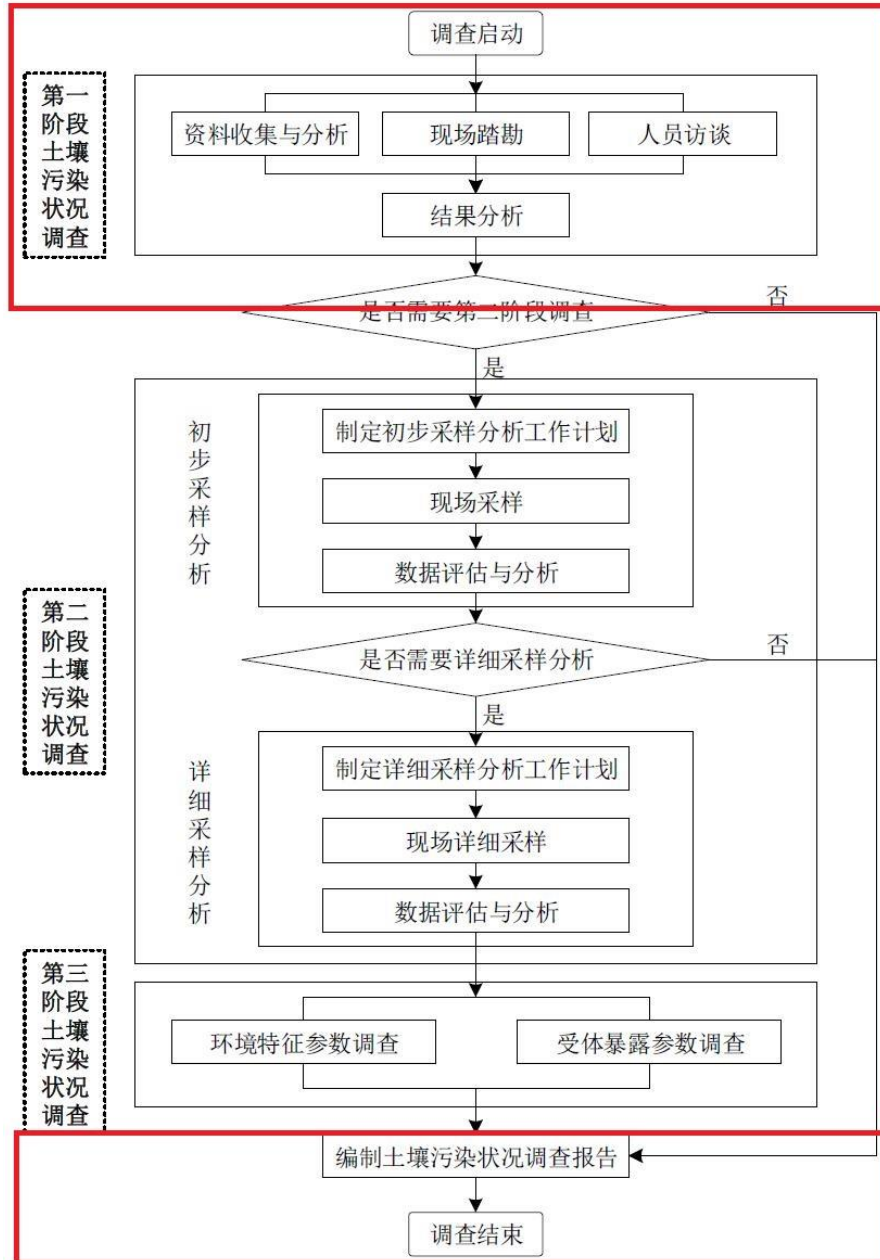 调查启动
第一
阶段
土壤
污染
状况
调查
资料收集与分析
现场踏勘
人员访谈
结果分析
是否需要第二阶段调查
否
是
初
步
采
样
分
析
制定初步采样分析工作计划
现场采样
数据评估与分析
第二
阶段
土壤
污染
状况
调查
是否需要详细采样分析
否
是
详
细
采
样
分
析
制定详细采样分析工作计划
现场详细采样
数据评估与分析
第三
阶段
土壤
污染
状况
调查
环境特征参数调查
受体暴露参数调查
编制土壤污染状况调查报告
调查结束